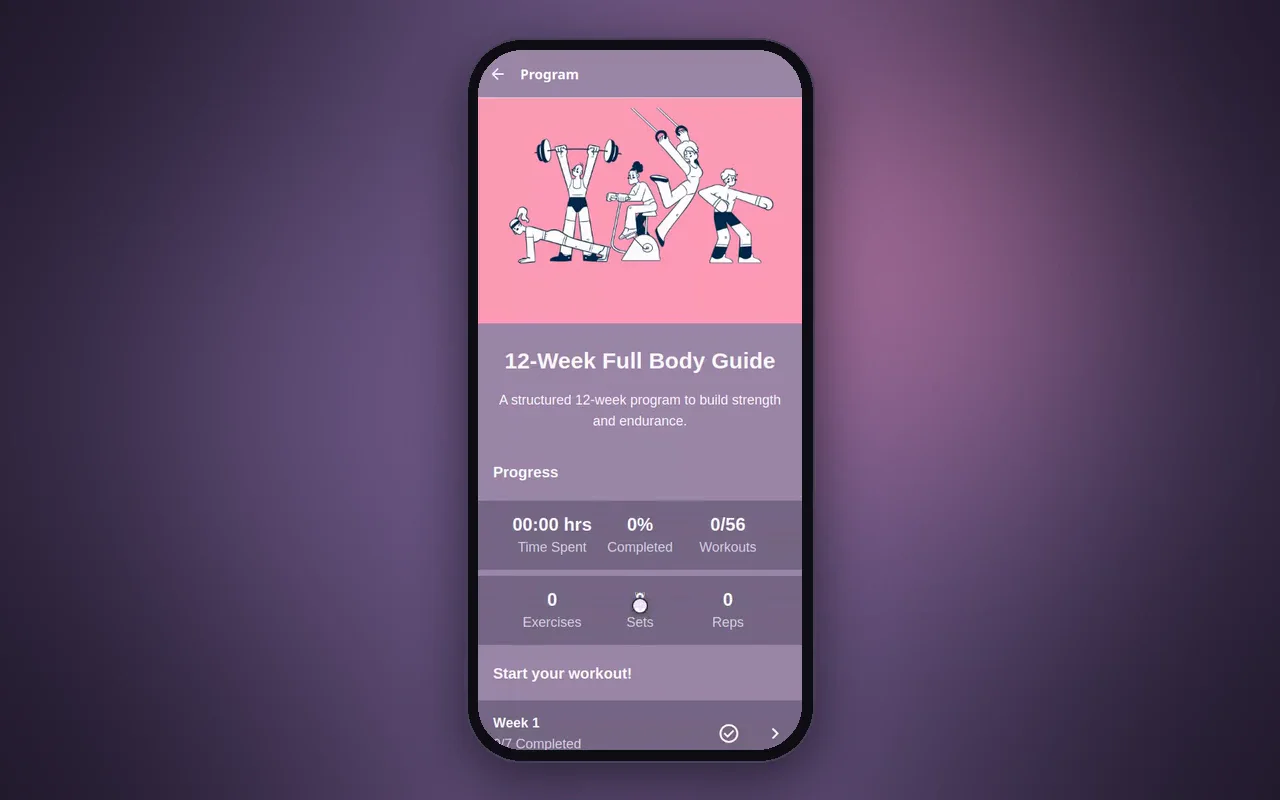 Program
12-Week Full Body Guide
A structured 12-week program to build strength
and endurance.
Progress
00:00 hrs
0%
0/56
Time Spent
Completed
Workouts
0
0
Exercises
Sets
Reps
Start your workout!
Week 1
0/7 Completed